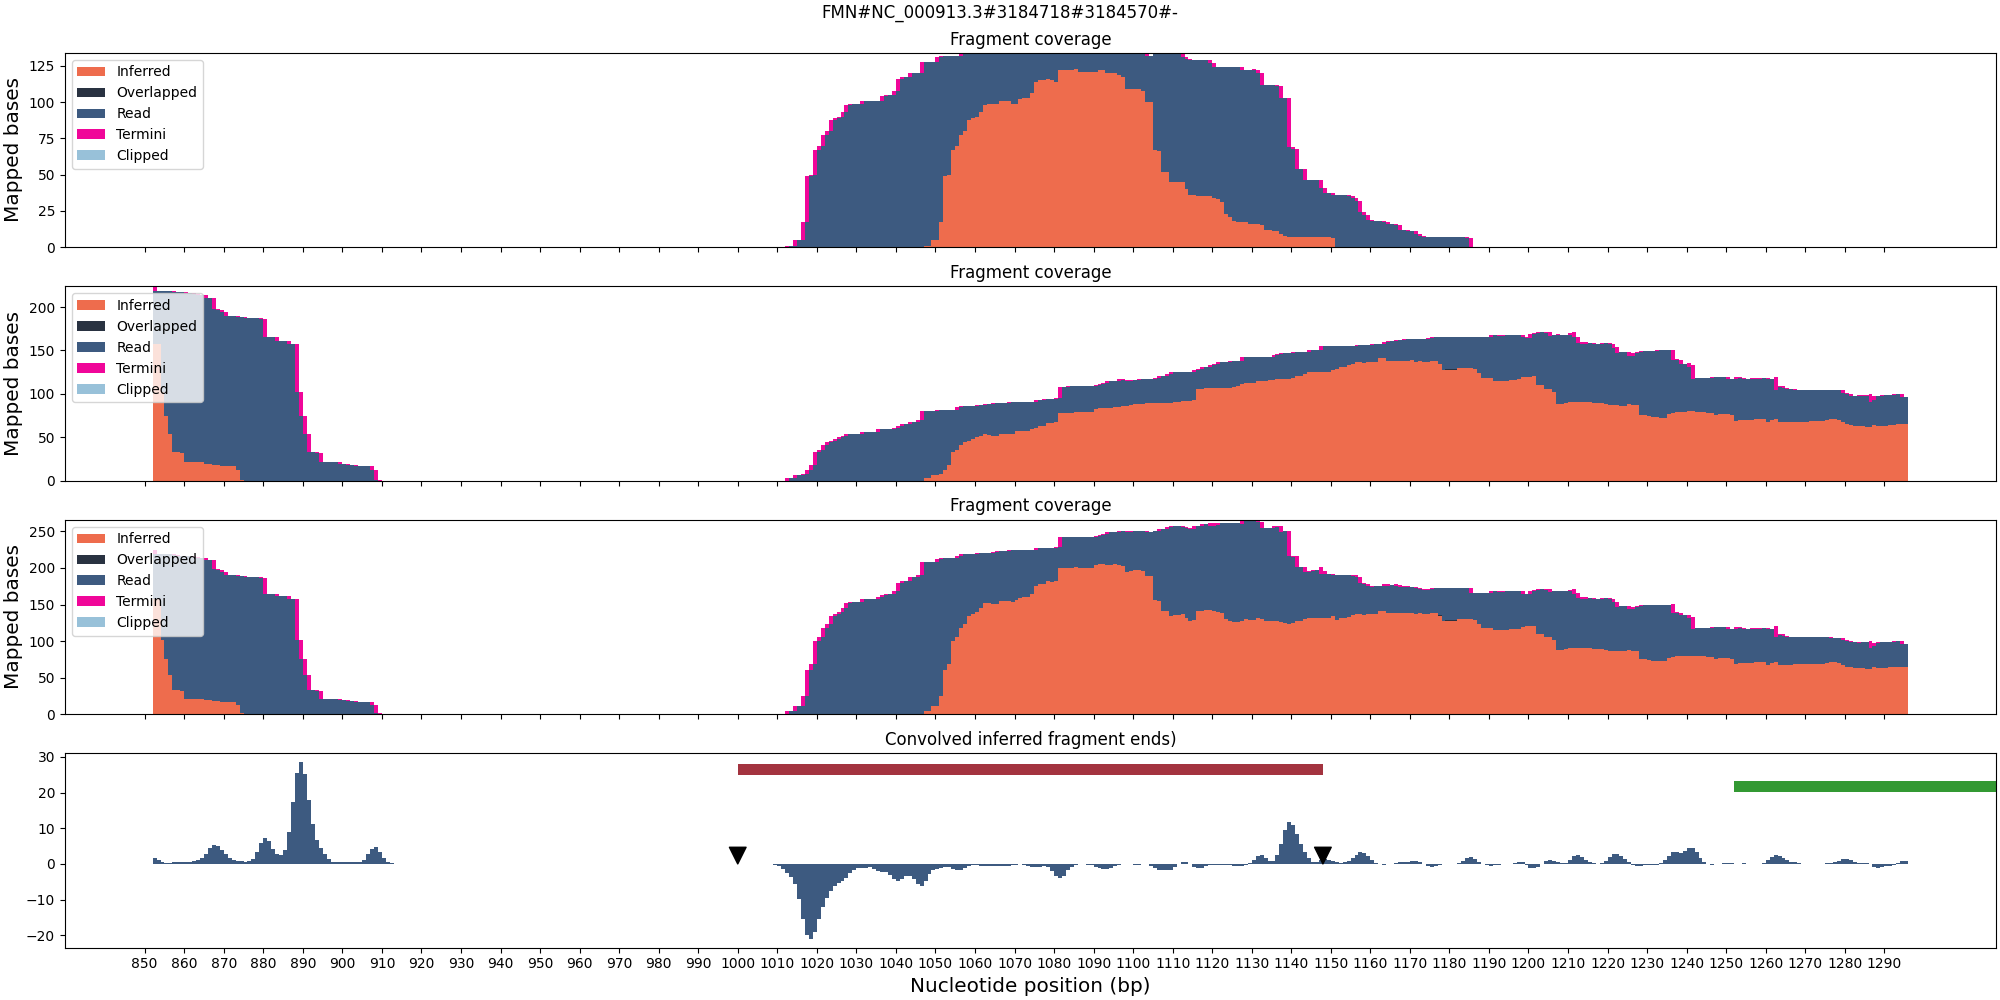 FMN#NC_000913.3#3184718#3184570#-
Fragment coverage
Mapped bases
125
100
75
50
25
0
Inferred
Overlapped
Read
Termini
Clipped
Fragment coverage
Mapped bases
200
150
100
50
0
Inferred
Overlapped
Read
Termini
Clipped
Fragment coverage
Mapped bases
250
200
150
100
50
0
Inferred
Overlapped
Read
Termini
Clipped
Convolved inferred fragment ends)
30
20
10
0
−10
−20
850 860 870 880 890 900 910 920 930 940 950 960 970 980 990 1000 1010 1020 1030 1040 1050 1060 1070 1080 1090 1100 1110 1120 1130 1140 1150 1160 1170 1180 1190 1200 1210 1220 1230 1240 1250 1260 1270 1280 1290
Nucleotide position (bp)